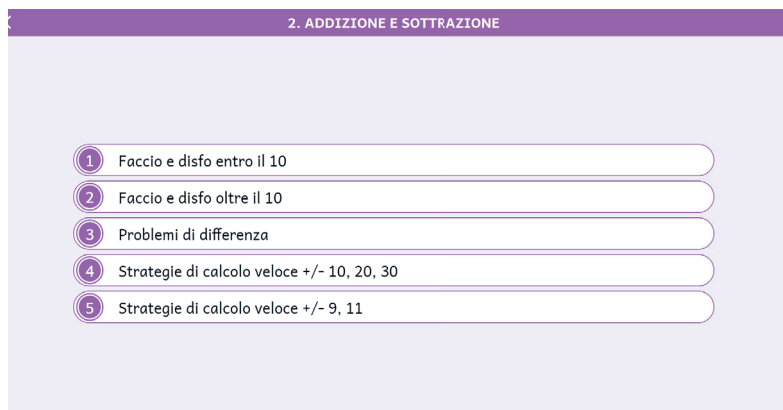 2. ADDIZIONE E SOTTRAZIONE
1 Faccio e disfo entro il 10
2 Faccio e disfo oltre il 10
3 Problemi di differenza
4 Strategie di calcolo veloce +/- 10, 20, 30
5 Strategie di calcolo veloce +/- 9, 11